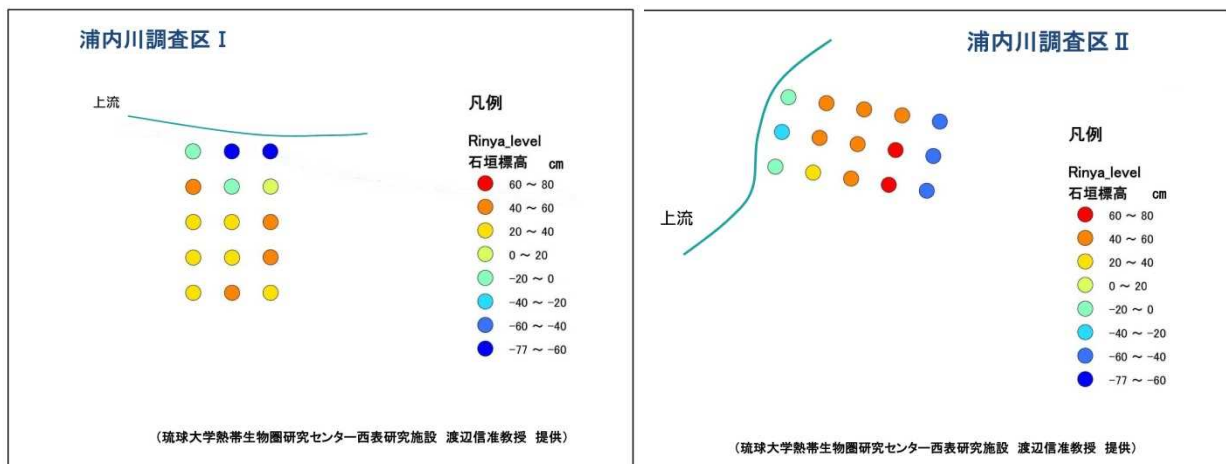 浦内川調査区 Ⅰ
上流
凡例
Rinya_level
石垣標高 cm
60 ~ 80
40 ~ 60
20 ~ 40
0 ~ 20
-20 ~ 0
-40 ~ -20
-60 ~ -40
-77 ~ -60
(琉球大学熱帯生物圏研究センター西表研究施設 渡辺信准教授 提供)
浦内川調査区 Ⅱ
上流
凡例
Rinya_level
石垣標高 cm
60 ~ 80
40 ~ 60
20 ~ 40
0 ~ 20
-20 ~ 0
-40 ~ -20
-60 ~ -40
-77 ~ -60
(琉球大学熱帯生物圏研究センター西表研究施設 渡辺信准教授 提供)